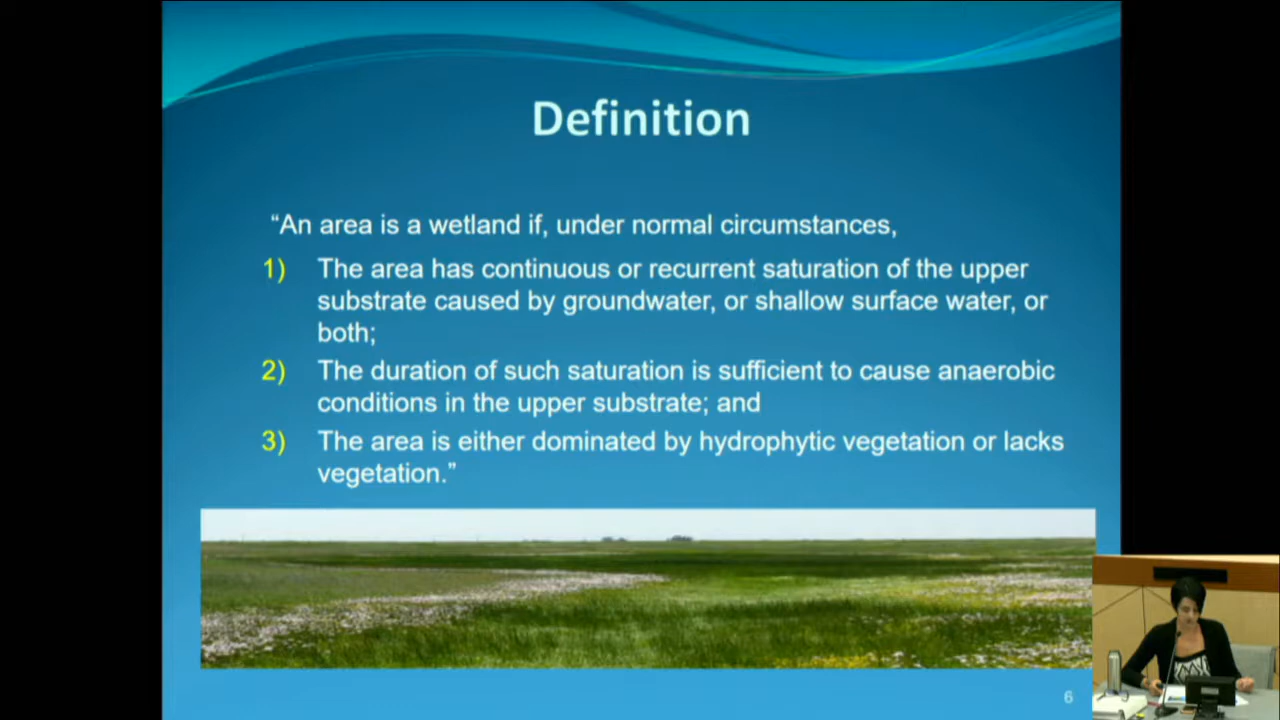 Definition
“An area is a wetland if, under normal circumstances,
1) The area has continuous or recurrent saturation of the upper
substrate caused by groundwater, or shallow surface water, or
both;
2) The duration of such saturation is sufficient to cause anaerobic
conditions in the upper substrate; and
3) The area is either dominated by hydrophytic vegetation or lacks
vegetation.”
6